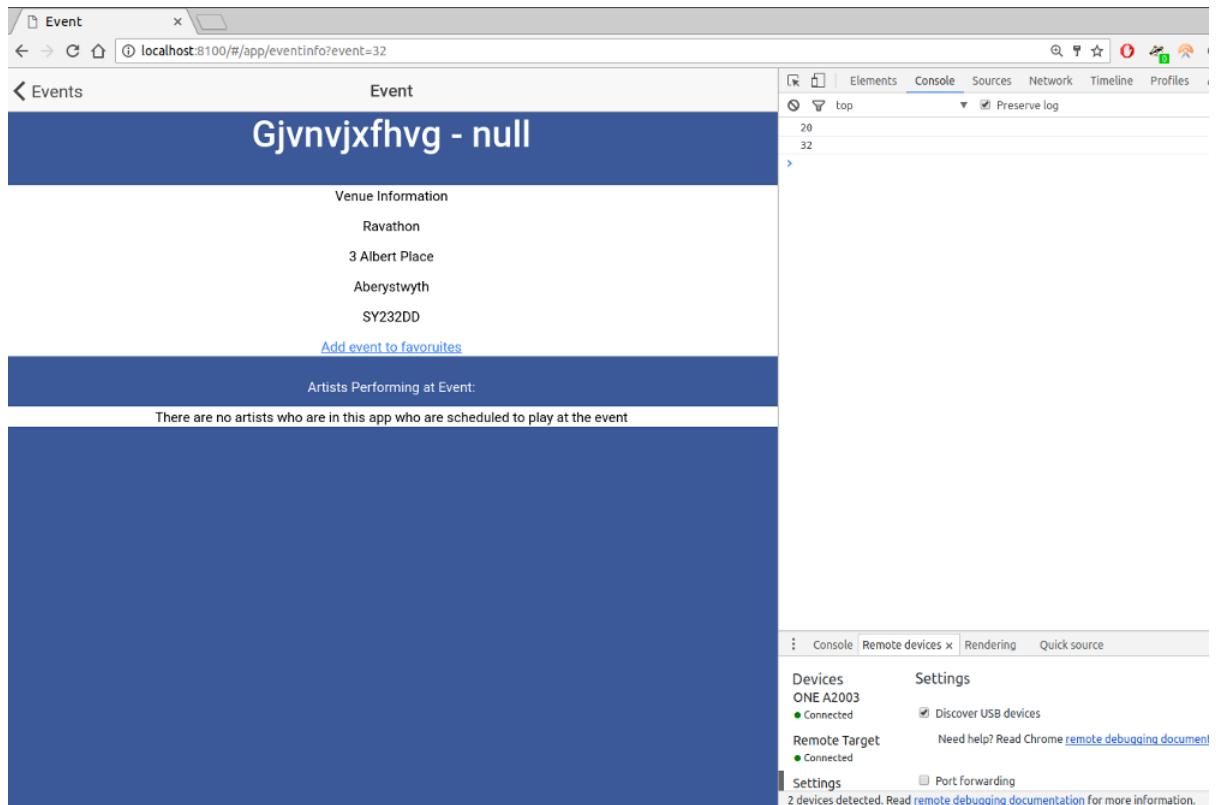 Event
localhost:8100/#/app/eventinfo?event=32
0
Events
Event
Gjvnvjxfhvg - null
Venue Information
Ravathon
3 Albert Place
Aberystwyth
SY232DD
Add event to favoruites
Artists Performing at Event:
There are no artists who are in this app who are scheduled to play at the event
Elements Console Sources Network Timeline Profiles
top Preserve log
20
32
>
Console Remote devices x Rendering Quick source
Devices
ONE A2003
Connected
Remote Target
Connected
Settings
Settings
Discover USB devices
Need help? Read Chrome remote debugging document
Port forwarding
2 devices detected. Read remote debugging documentation for more information.